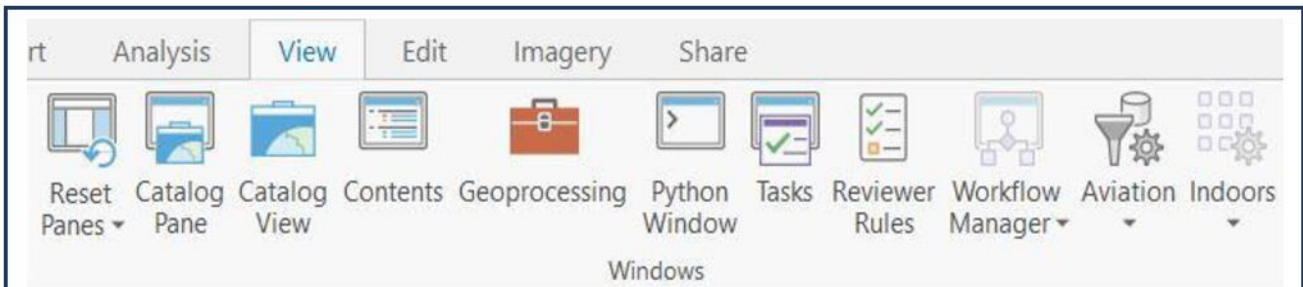 rt Analysis View Edit Imagery Share
Reset Panes
Catalog Pane
Catalog View
Contents
Geoprocessing
Python Window
Tasks
Reviewer Rules
Workflow Manager
Aviation
Indoors
Windows